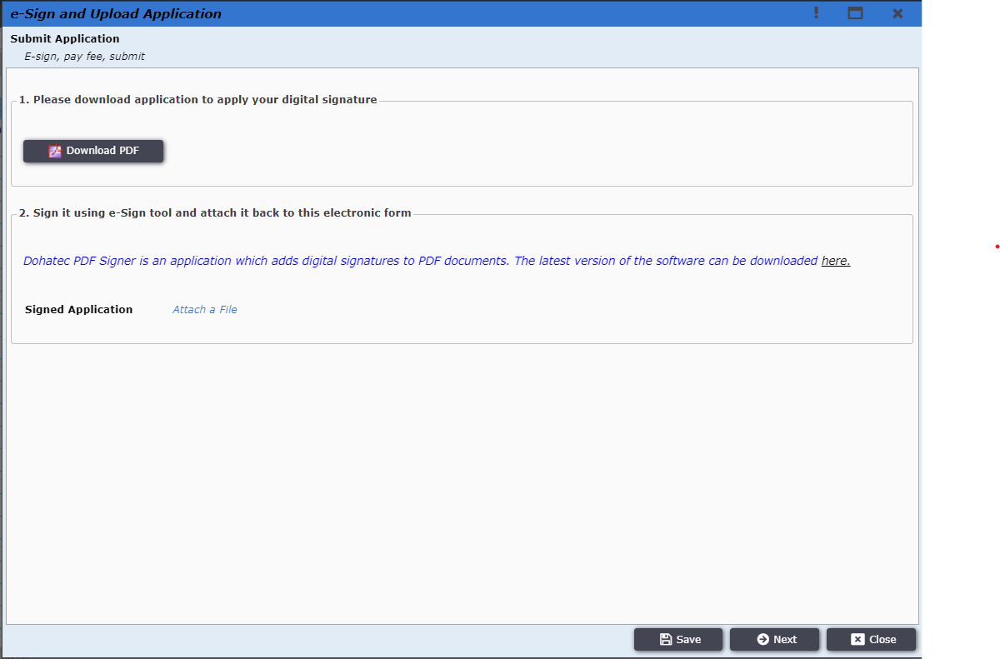 e-Sign and Upload Application
Submit Application
E-sign, pay fee, submit
1. Please download application to apply your digital signature
Download PDF
2. Sign it using e-Sign tool and attach it back to this electronic form
Dohatec PDF Signer is an application which adds digital signatures to PDF documents. The latest version of the software can be downloaded here.
Signed Application Attach a File
Save Next Close